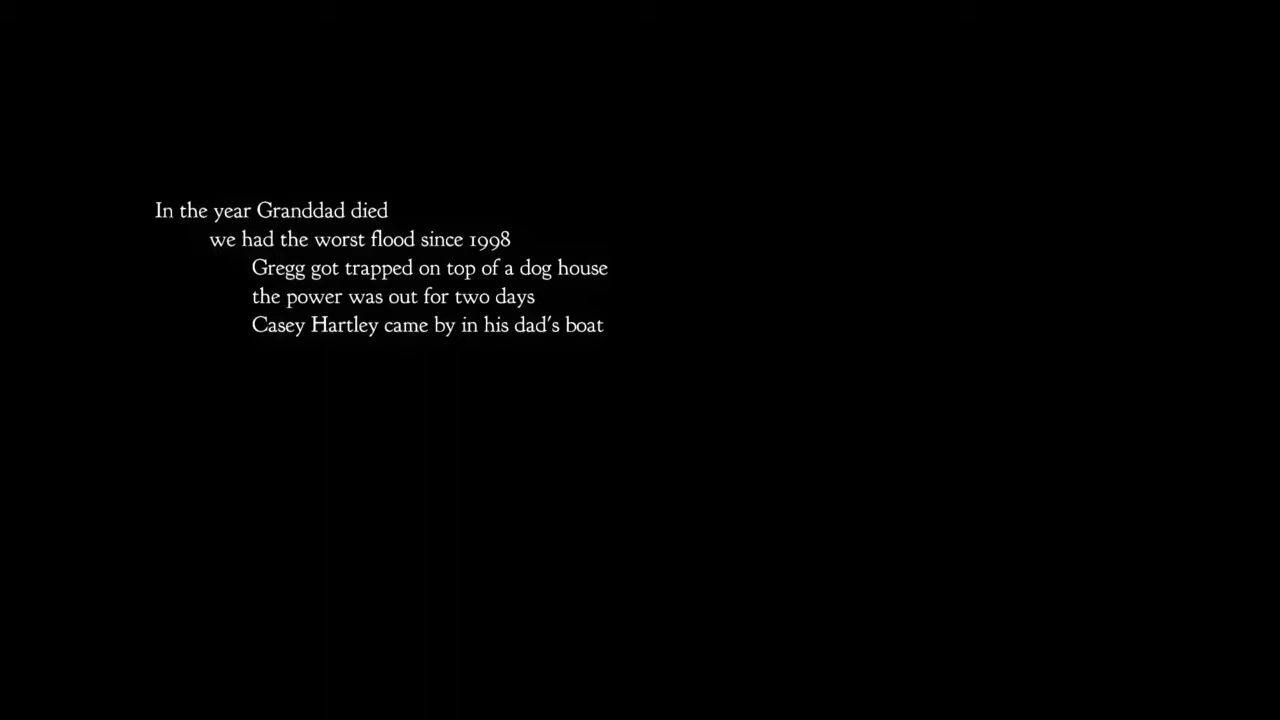 In the year Granddad died
we had the worst flood since 1998
Gregg got trapped on top of a dog house
the power was out for two days
Casey Hartley came by in his dad's boat